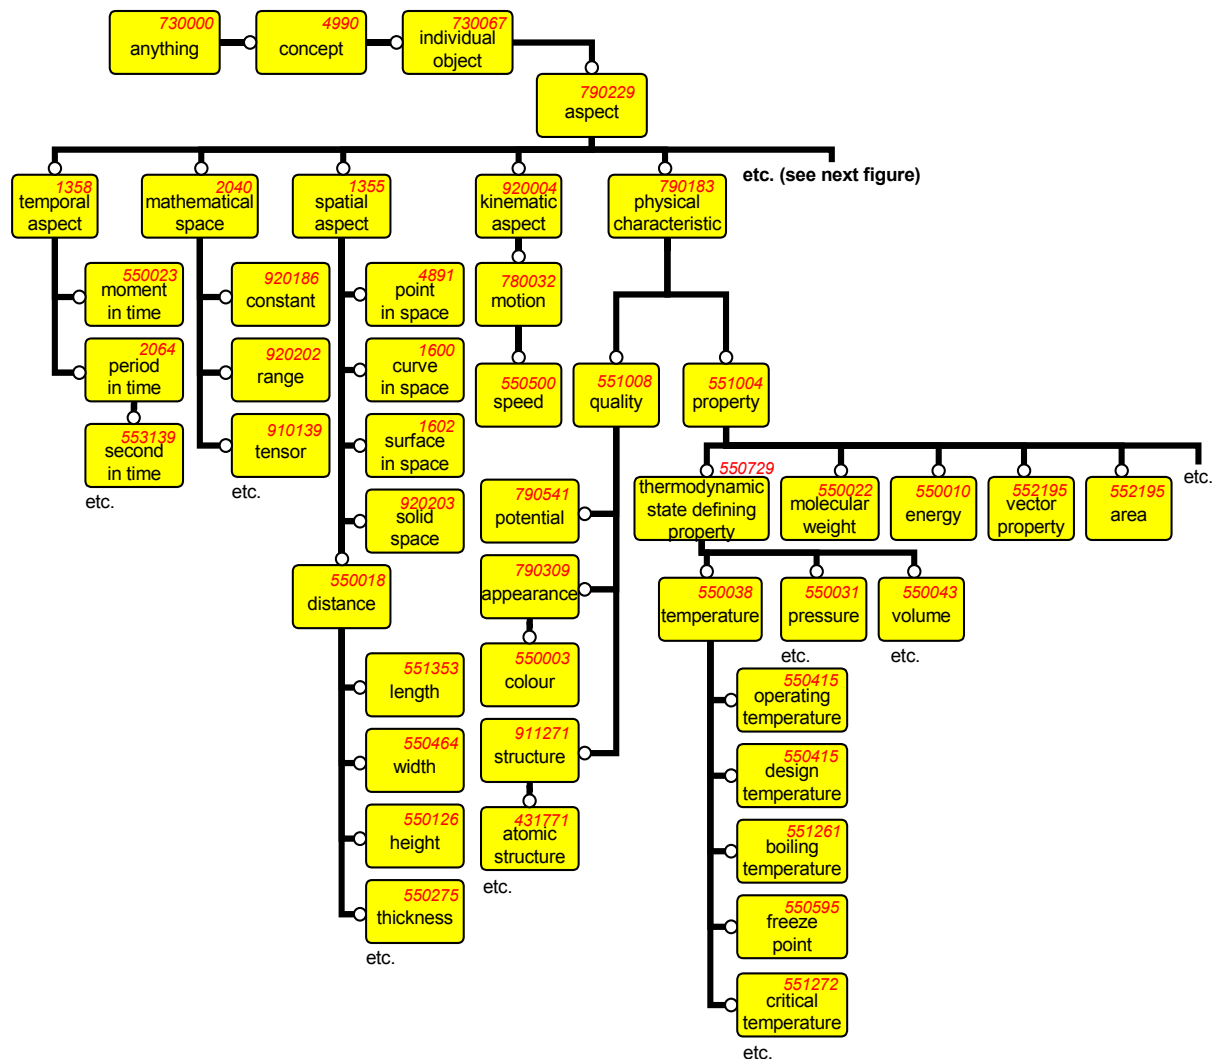 730000
anything
4990
concept
730067
individual
object
790229
aspect
etc. (see next figure)
1358
temporal
aspect
2040
mathematical
space
1355
spatial
aspect
920004
kinematic
aspect
790183
physical
characteristic
550023
moment
in time
2064
period
in time
553139
second
in time
etc.
920186
constant
920202
range
910139
tensor
etc.
4891
point
in space
1600
curve
in space
1602
surface
in space
920203
solid
space
550018
distance
551353
length
550464
width
550126
height
550275
thickness
etc.
780032
motion
550500
speed
551008
quality
551004
property
790541
potential
790309
appearance
550003
colour
911271
structure
431771
atomic
structure
etc.
550729
thermodynamic
state defining
property
550022
molecular
weight
550010
energy
552195
vector
property
552195
area
etc.
550038
temperature
550031
pressure
etc.
550043
volume
etc.
550415
operating
temperature
550415
design
temperature
551261
boiling
temperature
550595
freeze
point
551272
critical
temperature
etc.